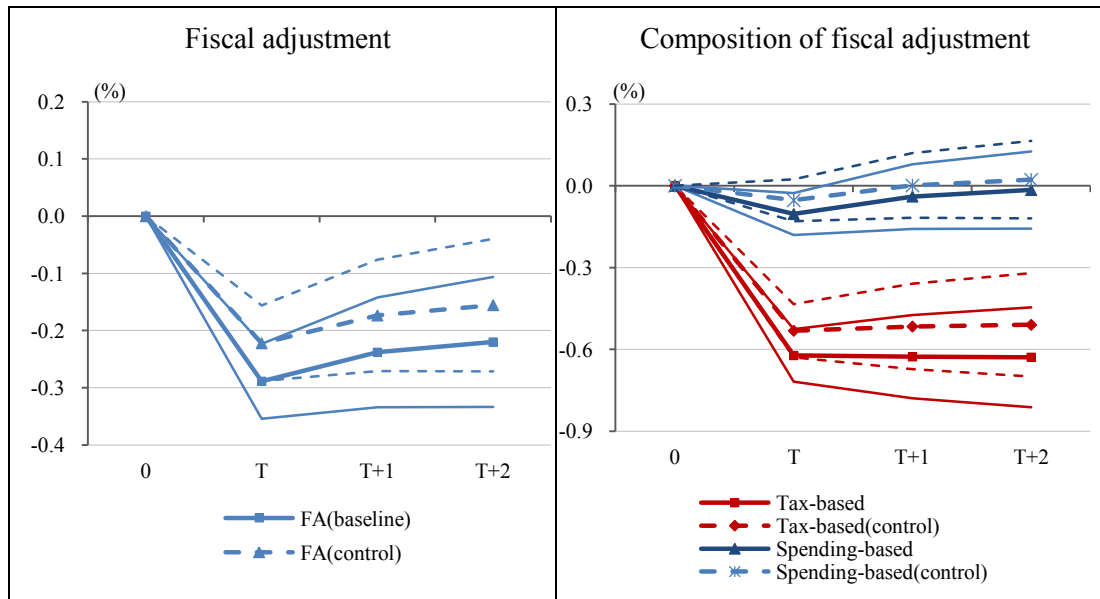 Fiscal adjustment
(%)
0.2
0.1
0.0
-0.1
-0.2
-0.3
-0.4
0 T T+1 T+2
FA(baseline)
FA(control)
Composition of fiscal adjustment
(%)
0.3
0.0
-0.3
-0.6
-0.9
0 T T+1 T+2
Tax-based
Tax-based(control)
Spending-based
Spending-based(control)